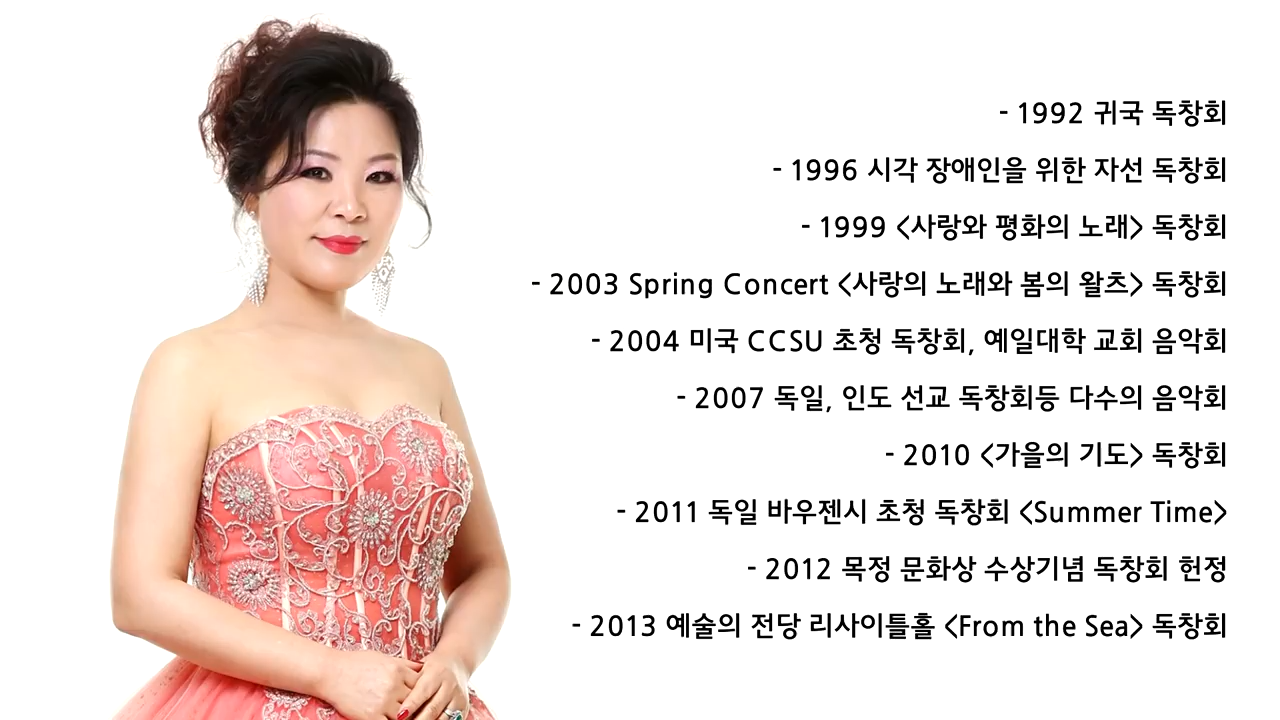 - 1992 귀국 독창회
- 1996 시각 장애인을 위한 자선 독창회
- 1999 <사랑와 평화의 노래> 독창회
- 2003 Spring Concert <사랑의 노래와 봄의 왈츠> 독창회
- 2004 미국 CCSU 초청 독창회, 예일대학 교회 음악회
- 2007 독일, 인도 선교 독창회등 다수의 음악회
- 2010 <가을의 기도> 독창회
- 2011 독일 바우젠시 초청 독창회 <Summer Time>
- 2012 목정 문화상 수상기념 독창회 헌정
- 2013 예술의 전당 리사이틀홀 <From the Sea> 독창회